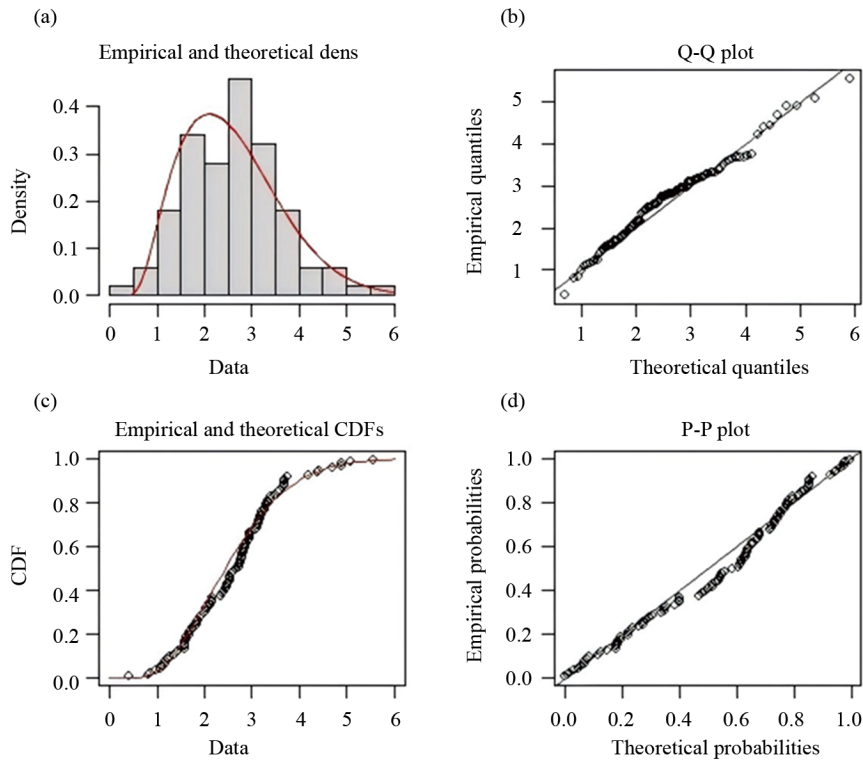 (a)
Empirical and theoretical dens
Density
0.4
0.3
0.2
0.1
0.0
0 1 2 3 4 5 6
Data
(b)
Q-Q plot
Empirical quantiles
5
4
3
2
1
1 2 3 4 5 6
Theoretical quantiles
(c)
Empirical and theoretical CDFs
CDF
1.0
0.8
0.6
0.4
0.2
0.0
0 1 2 3 4 5 6
Data
(d)
P-P plot
Empirical probabilities
1.0
0.8
0.6
0.4
0.2
0.0
0.0 0.2 0.4 0.6 0.8 1.0
Theoretical probabilities